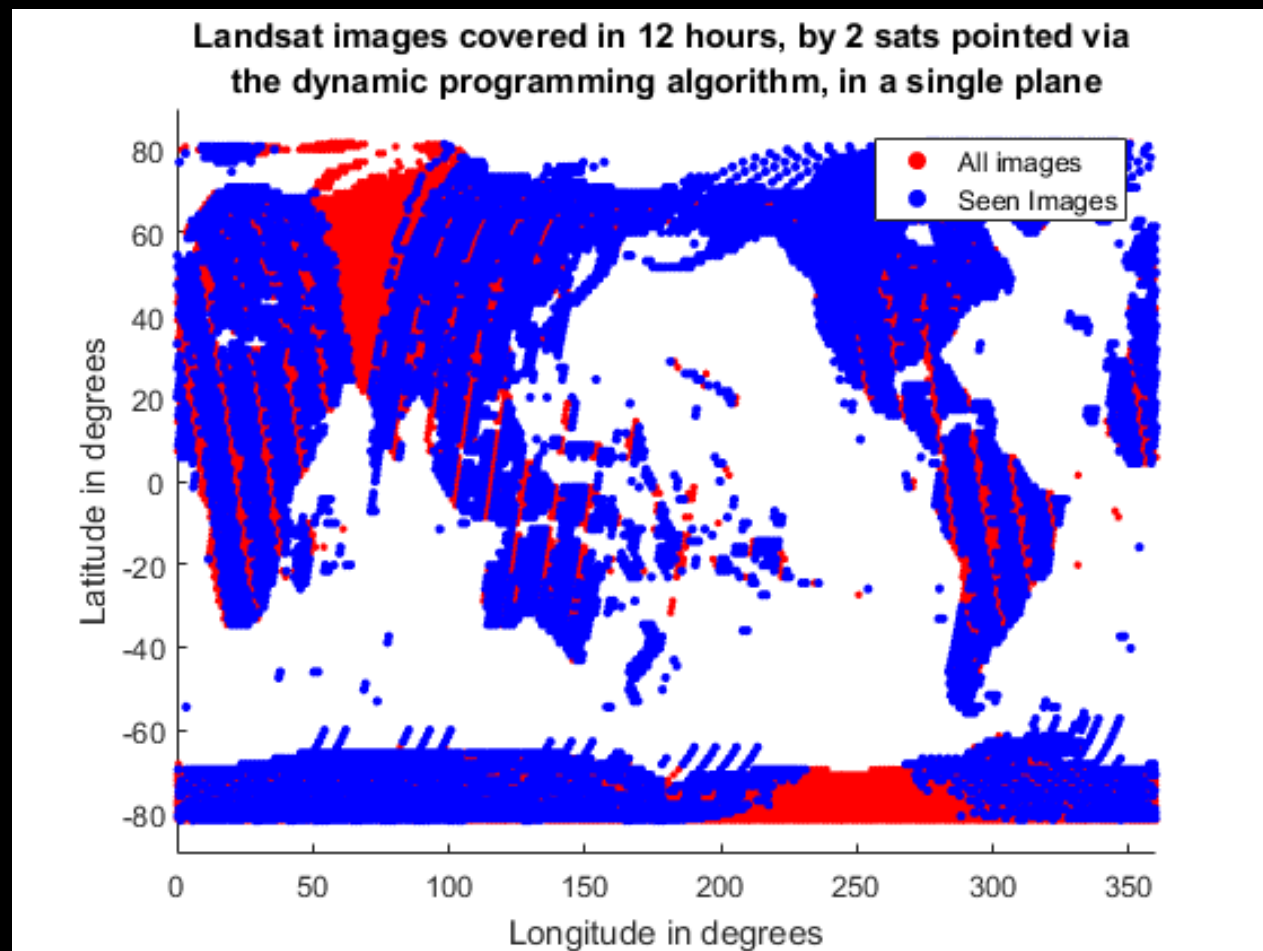 Landsat images covered in 12 hours, by 2 sats pointed via
the dynamic programming algorithm, in a single plane
All images
Seen Images
80
60
40
20
0
-20
-40
-60
-80
Latitude in degrees
0 50 100 150 200 250 300 350
Longitude in degrees